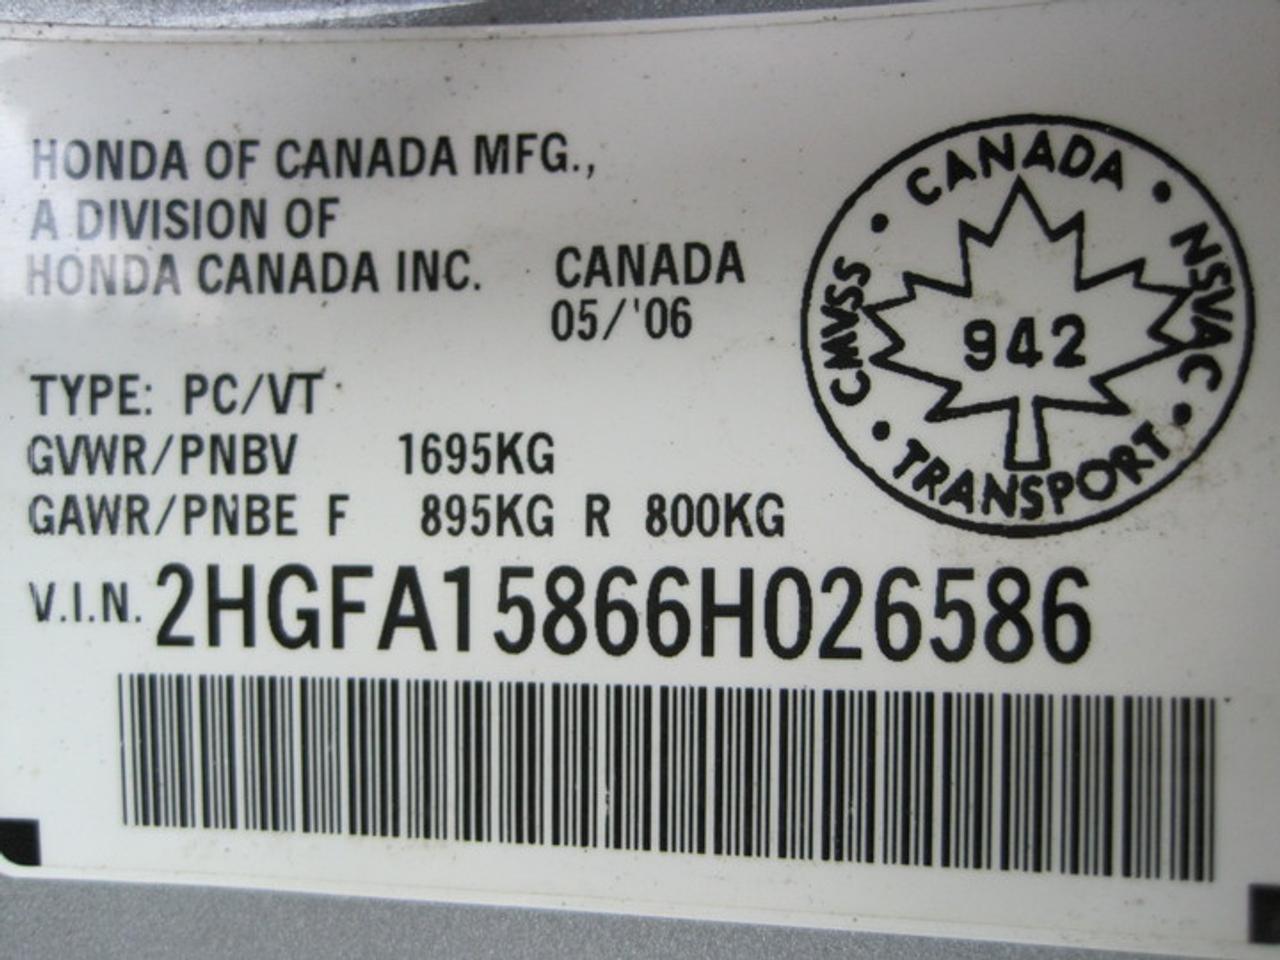 HONDA OF CANADA MFG.,
A DIVISION OF
HONDA CANADA INC. CANADA
05/'06
TYPE: PC/VT
GVWR/PNBV 1695KG
GAWR/PNBE F 895KG R 800KG
V.I.N. 2HGFA15866H026586
CANADA • NSVAC • TRANSPORT • CMVSS •
942